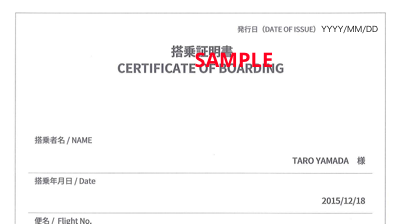 発行日（DATE OF ISSUE） YYYY/MM/DD
搭乗証明書
SAMPLE
CERTIFICATE OF BOARDING
搭乗者名 / NAME
TARO YAMADA 様
搭乗年月日 / Date
2015/12/18
便名 / Flight No.